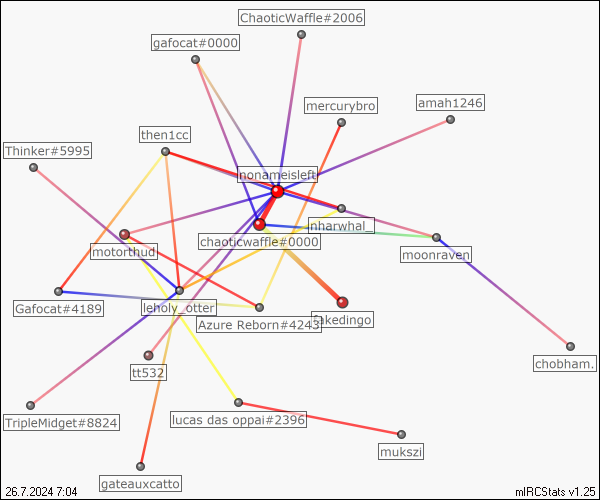 ChaoticWaffle#2006
gafocat#0000
mercurybro
amah1246
then1cc
Thinker#5995
nonameisleft
nharwhal_
chaoticwaffle#0000
motorthud
moonraven
Gafocat#4189
leholy_otter
Azure Reborn#4243
fakedingo
chobham.
tt532
TripleMidget#8824
lucas das oppai#2396
mukszi
gateauxcatto
26.7.2024 7:04
mIRCStats v1.25